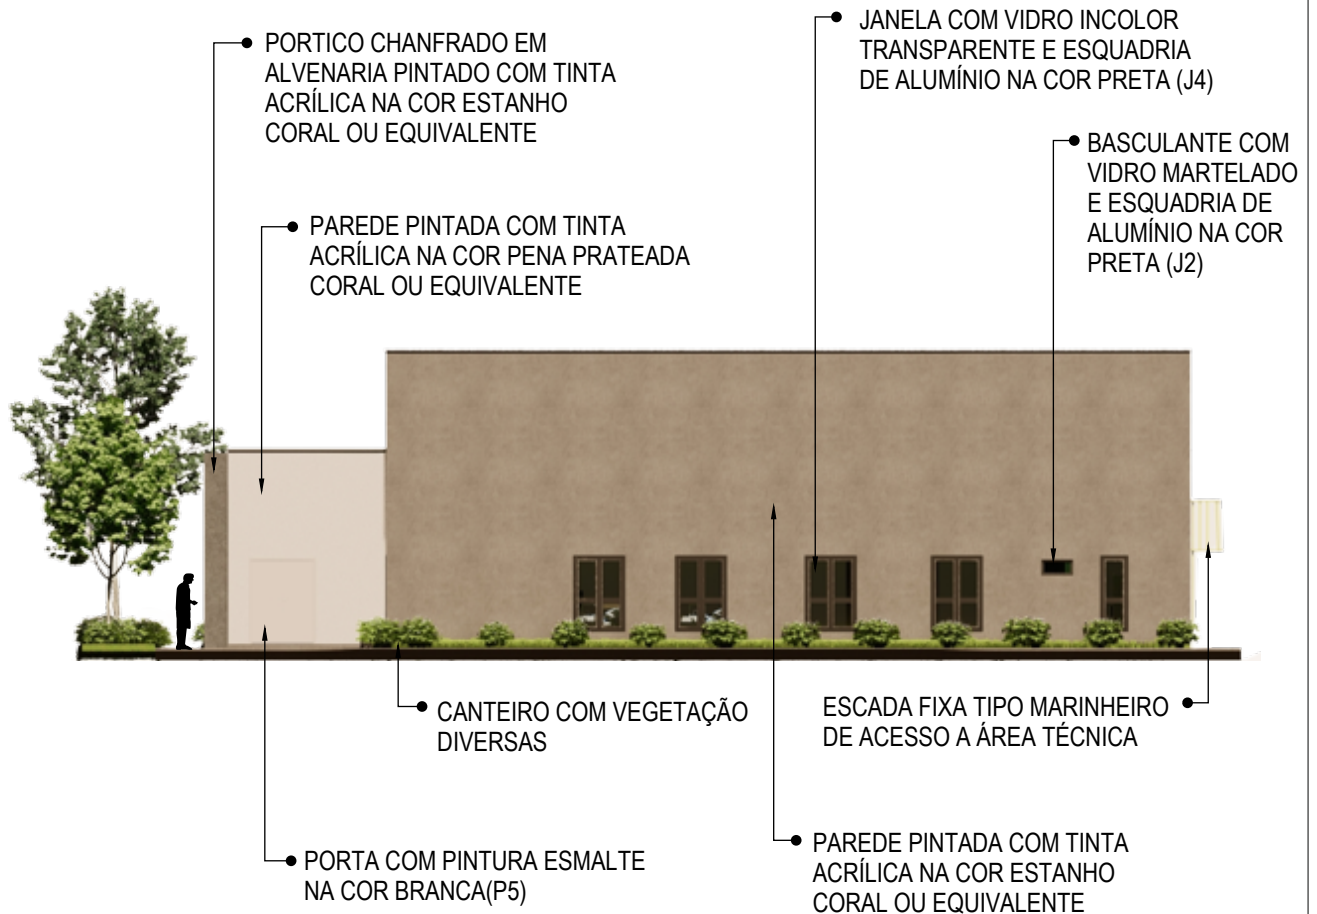 PORTICO CHANFRADO EM
ALVENARIA PINTADO COM TINTA
ACRÍLICA NA COR ESTANHO
CORAL OU EQUIVALENTE
JANELA COM VIDRO INCOLOR
TRANSPARENTE E ESQUADRIA
DE ALUMÍNIO NA COR PRETA (J4)
BASCULANTE COM
VIDRO MARTELADO
E ESQUADRIA DE
ALUMÍNIO NA COR
PRETA (J2)
PAREDE PINTADA COM TINTA
ACRÍLICA NA COR PENA PRATEADA
CORAL OU EQUIVALENTE
CANTEIRO COM VEGETAÇÃO
DIVERSAS
ESCADA FIXA TIPO MARINHEIRO
DE ACESSO A ÁREA TÉCNICA
PORTA COM PINTURA ESMALTE
NA COR BRANCA(P5)
PAREDE PINTADA COM TINTA
ACRÍLICA NA COR ESTANHO
CORAL OU EQUIVALENTE